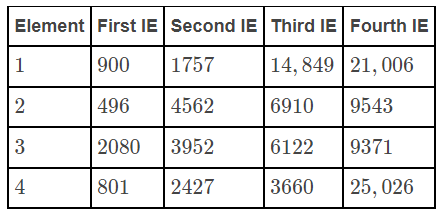 Element First IE Second IE Third IE Fourth IE
1 900 1757 14,849 21,006
2 496 4562 6910 9543
3 2080 3952 6122 9371
4 801 2427 3660 25,026